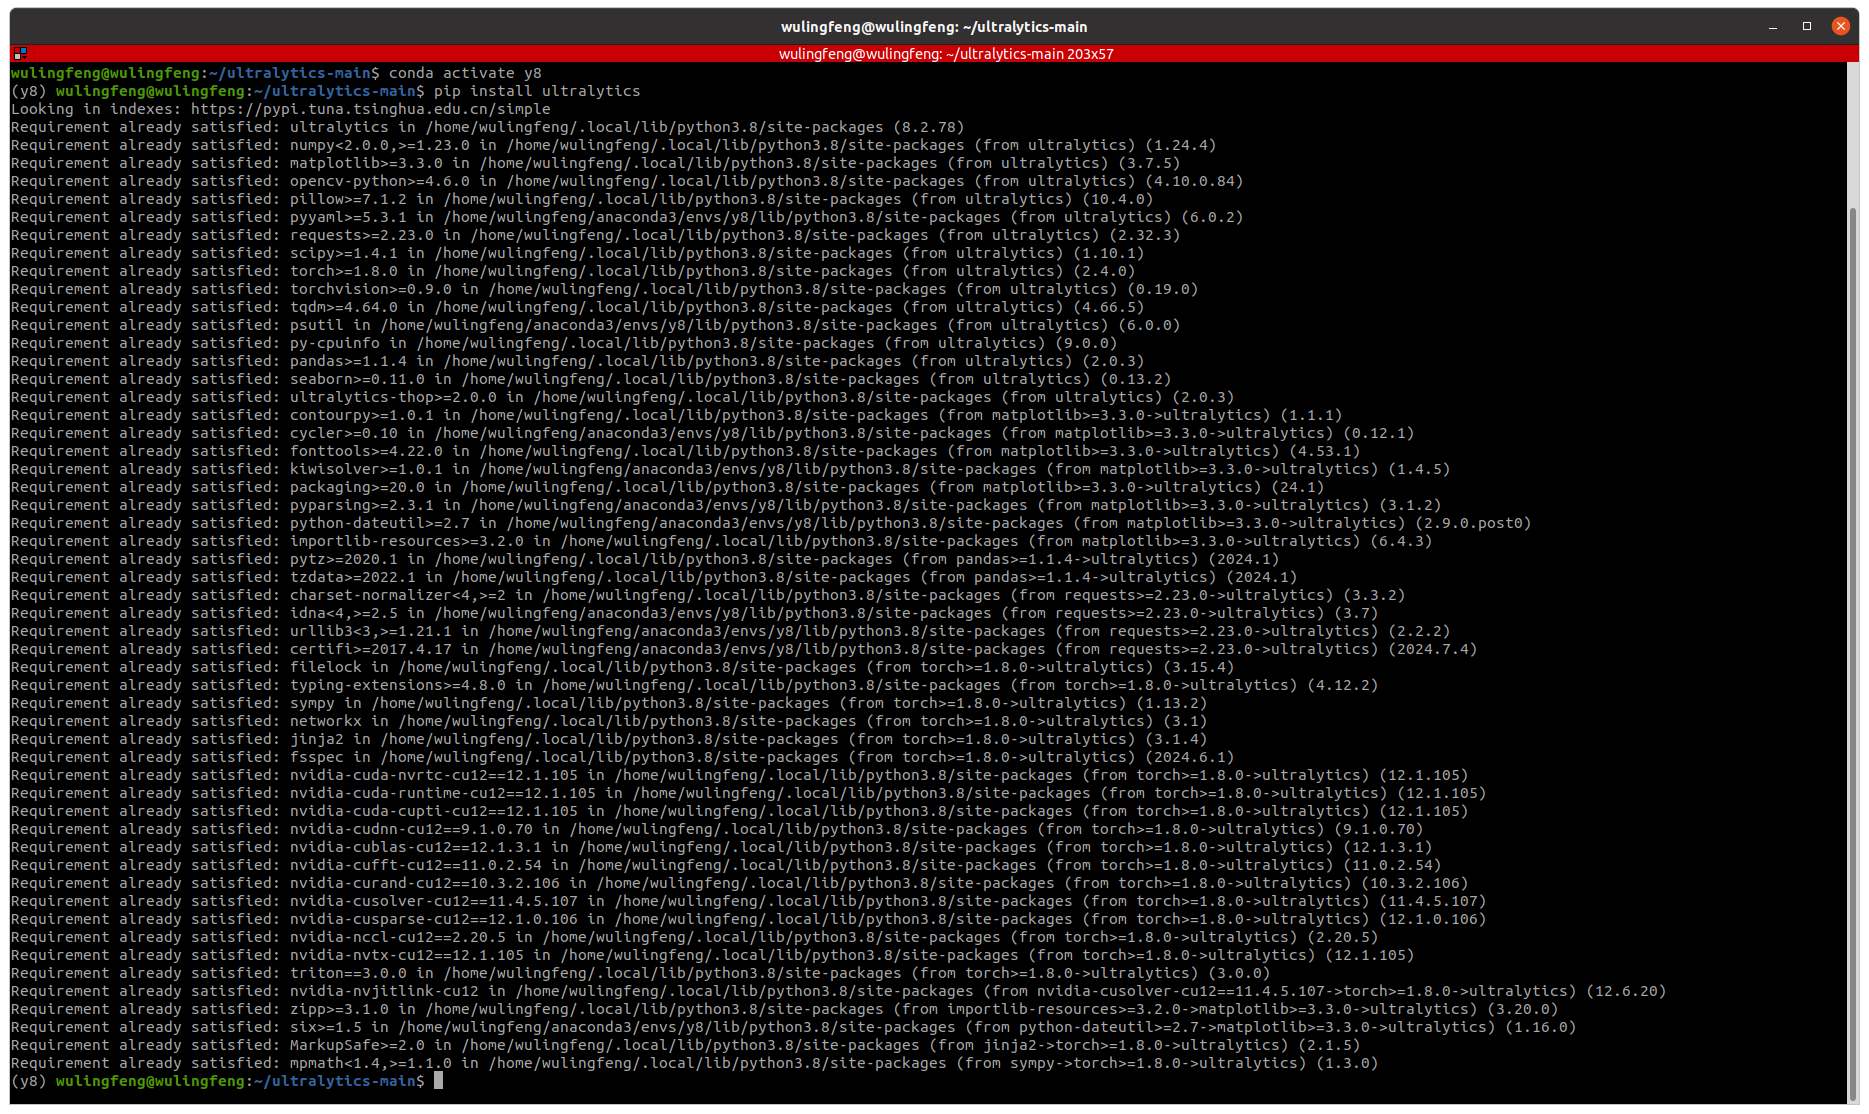 wulingfeng@wulingfeng: ~/ultralytics-main
wulingfeng@wulingfeng: ~/ultralytics-main 203x57
wulingfeng@wulingfeng:~/ultralytics-main$ conda activate y8
(y8) wulingfeng@wulingfeng:~/ultralytics-main$ pip install ultralytics
Looking in indexes: https://pypi.tuna.tsinghua.edu.cn/simple
Requirement already satisfied: ultralytics in /home/wulingfeng/.local/lib/python3.8/site-packages (8.2.78)
Requirement already satisfied: numpy<2.0.0,>=1.23.0 in /home/wulingfeng/.local/lib/python3.8/site-packages (from ultralytics) (1.24.4)
Requirement already satisfied: matplotlib>=3.3.0 in /home/wulingfeng/.local/lib/python3.8/site-packages (from ultralytics) (3.7.5)
Requirement already satisfied: opencv-python>=4.6.0 in /home/wulingfeng/.local/lib/python3.8/site-packages (from ultralytics) (4.10.0.84)
Requirement already satisfied: pillow>=7.1.2 in /home/wulingfeng/.local/lib/python3.8/site-packages (from ultralytics) (10.4.0)
Requirement already satisfied: pyyaml>=5.3.1 in /home/wulingfeng/anaconda3/envs/y8/lib/python3.8/site-packages (from ultralytics) (6.0.2)
Requirement already satisfied: requests>=2.23.0 in /home/wulingfeng/.local/lib/python3.8/site-packages (from ultralytics) (2.32.3)
Requirement already satisfied: scipy>=1.4.1 in /home/wulingfeng/.local/lib/python3.8/site-packages (from ultralytics) (1.10.1)
Requirement already satisfied: torch>=1.8.0 in /home/wulingfeng/.local/lib/python3.8/site-packages (from ultralytics) (2.4.0)
Requirement already satisfied: torchvision>=0.9.0 in /home/wulingfeng/.local/lib/python3.8/site-packages (from ultralytics) (0.19.0)
Requirement already satisfied: tqdm>=4.64.0 in /home/wulingfeng/.local/lib/python3.8/site-packages (from ultralytics) (4.66.5)
Requirement already satisfied: psutil in /home/wulingfeng/anaconda3/envs/y8/lib/python3.8/site-packages (from ultralytics) (6.0.0)
Requirement already satisfied: py-cpuinfo in /home/wulingfeng/.local/lib/python3.8/site-packages (from ultralytics) (9.0.0)
Requirement already satisfied: pandas>=1.1.4 in /home/wulingfeng/.local/lib/python3.8/site-packages (from ultralytics) (2.0.3)
Requirement already satisfied: seaborn>=0.11.0 in /home/wulingfeng/.local/lib/python3.8/site-packages (from ultralytics) (0.13.2)
Requirement already satisfied: ultralytics-thop>=2.0.0 in /home/wulingfeng/.local/lib/python3.8/site-packages (from ultralytics) (2.0.3)
Requirement already satisfied: contourpy>=1.0.1 in /home/wulingfeng/.local/lib/python3.8/site-packages (from matplotlib>=3.3.0->ultralytics) (1.1.1)
Requirement already satisfied: cycler>=0.10 in /home/wulingfeng/anaconda3/envs/y8/lib/python3.8/site-packages (from matplotlib>=3.3.0->ultralytics) (0.12.1)
Requirement already satisfied: fonttools>=4.22.0 in /home/wulingfeng/.local/lib/python3.8/site-packages (from matplotlib>=3.3.0->ultralytics) (4.53.1)
Requirement already satisfied: kiwisolver>=1.0.1 in /home/wulingfeng/anaconda3/envs/y8/lib/python3.8/site-packages (from matplotlib>=3.3.0->ultralytics) (1.4.5)
Requirement already satisfied: packaging>=20.0 in /home/wulingfeng/.local/lib/python3.8/site-packages (from matplotlib>=3.3.0->ultralytics) (24.1)
Requirement already satisfied: pyparsing>=2.3.1 in /home/wulingfeng/anaconda3/envs/y8/lib/python3.8/site-packages (from matplotlib>=3.3.0->ultralytics) (3.1.2)
Requirement already satisfied: python-dateutil>=2.7 in /home/wulingfeng/anaconda3/envs/y8/lib/python3.8/site-packages (from matplotlib>=3.3.0->ultralytics) (2.9.0.post0)
Requirement already satisfied: importlib-resources>=3.2.0 in /home/wulingfeng/.local/lib/python3.8/site-packages (from matplotlib>=3.3.0->ultralytics) (6.4.3)
Requirement already satisfied: pytz>=2020.1 in /home/wulingfeng/.local/lib/python3.8/site-packages (from pandas>=1.1.4->ultralytics) (2024.1)
Requirement already satisfied: tzdata>=2022.1 in /home/wulingfeng/.local/lib/python3.8/site-packages (from pandas>=1.1.4->ultralytics) (2024.1)
Requirement already satisfied: charset-normalizer<4,>=2 in /home/wulingfeng/.local/lib/python3.8/site-packages (from requests>=2.23.0->ultralytics) (3.3.2)
Requirement already satisfied: idna<4,>=2.5 in /home/wulingfeng/anaconda3/envs/y8/lib/python3.8/site-packages (from requests>=2.23.0->ultralytics) (3.7)
Requirement already satisfied: urllib3<3,>=1.21.1 in /home/wulingfeng/anaconda3/envs/y8/lib/python3.8/site-packages (from requests>=2.23.0->ultralytics) (2.2.2)
Requirement already satisfied: certifi>=2017.4.17 in /home/wulingfeng/anaconda3/envs/y8/lib/python3.8/site-packages (from requests>=2.23.0->ultralytics) (2024.7.4)
Requirement already satisfied: filelock in /home/wulingfeng/.local/lib/python3.8/site-packages (from torch>=1.8.0->ultralytics) (3.15.4)
Requirement already satisfied: typing-extensions>=4.8.0 in /home/wulingfeng/.local/lib/python3.8/site-packages (from torch>=1.8.0->ultralytics) (4.12.2)
Requirement already satisfied: sympy in /home/wulingfeng/.local/lib/python3.8/site-packages (from torch>=1.8.0->ultralytics) (1.13.2)
Requirement already satisfied: networkx in /home/wulingfeng/.local/lib/python3.8/site-packages (from torch>=1.8.0->ultralytics) (3.1)
Requirement already satisfied: jinja2 in /home/wulingfeng/.local/lib/python3.8/site-packages (from torch>=1.8.0->ultralytics) (3.1.4)
Requirement already satisfied: fsspec in /home/wulingfeng/.local/lib/python3.8/site-packages (from torch>=1.8.0->ultralytics) (2024.6.1)
Requirement already satisfied: nvidia-cuda-nvrtc-cu12==12.1.105 in /home/wulingfeng/.local/lib/python3.8/site-packages (from torch>=1.8.0->ultralytics) (12.1.105)
Requirement already satisfied: nvidia-cuda-runtime-cu12==12.1.105 in /home/wulingfeng/.local/lib/python3.8/site-packages (from torch>=1.8.0->ultralytics) (12.1.105)
Requirement already satisfied: nvidia-cuda-cupti-cu12==12.1.105 in /home/wulingfeng/.local/lib/python3.8/site-packages (from torch>=1.8.0->ultralytics) (12.1.105)
Requirement already satisfied: nvidia-cudnn-cu12==9.1.0.70 in /home/wulingfeng/.local/lib/python3.8/site-packages (from torch>=1.8.0->ultralytics) (9.1.0.70)
Requirement already satisfied: nvidia-cublas-cu12==12.1.3.1 in /home/wulingfeng/.local/lib/python3.8/site-packages (from torch>=1.8.0->ultralytics) (12.1.3.1)
Requirement already satisfied: nvidia-cufft-cu12==11.0.2.54 in /home/wulingfeng/.local/lib/python3.8/site-packages (from torch>=1.8.0->ultralytics) (11.0.2.54)
Requirement already satisfied: nvidia-curand-cu12==10.3.2.106 in /home/wulingfeng/.local/lib/python3.8/site-packages (from torch>=1.8.0->ultralytics) (10.3.2.106)
Requirement already satisfied: nvidia-cusolver-cu12==11.4.5.107 in /home/wulingfeng/.local/lib/python3.8/site-packages (from torch>=1.8.0->ultralytics) (11.4.5.107)
Requirement already satisfied: nvidia-cusparse-cu12==12.1.0.106 in /home/wulingfeng/.local/lib/python3.8/site-packages (from torch>=1.8.0->ultralytics) (12.1.0.106)
Requirement already satisfied: nvidia-nccl-cu12==2.20.5 in /home/wulingfeng/.local/lib/python3.8/site-packages (from torch>=1.8.0->ultralytics) (2.20.5)
Requirement already satisfied: nvidia-nvtx-cu12==12.1.105 in /home/wulingfeng/.local/lib/python3.8/site-packages (from torch>=1.8.0->ultralytics) (12.1.105)
Requirement already satisfied: triton==3.0.0 in /home/wulingfeng/.local/lib/python3.8/site-packages (from torch>=1.8.0->ultralytics) (3.0.0)
Requirement already satisfied: nvidia-nvjitlink-cu12 in /home/wulingfeng/.local/lib/python3.8/site-packages (from nvidia-cusolver-cu12==11.4.5.107->torch>=1.8.0->ultralytics) (12.6.20)
Requirement already satisfied: zipp>=3.1.0 in /home/wulingfeng/.local/lib/python3.8/site-packages (from importlib-resources>=3.2.0->matplotlib>=3.3.0->ultralytics) (3.20.0)
Requirement already satisfied: six>=1.5 in /home/wulingfeng/anaconda3/envs/y8/lib/python3.8/site-packages (from python-dateutil>=2.7->matplotlib>=3.3.0->ultralytics) (1.16.0)
Requirement already satisfied: MarkupSafe>=2.0 in /home/wulingfeng/.local/lib/python3.8/site-packages (from jinja2->torch>=1.8.0->ultralytics) (2.1.5)
Requirement already satisfied: mpmath<1.4,>=1.1.0 in /home/wulingfeng/.local/lib/python3.8/site-packages (from sympy->torch>=1.8.0->ultralytics) (1.3.0)
(y8) wulingfeng@wulingfeng:~/ultralytics-main$